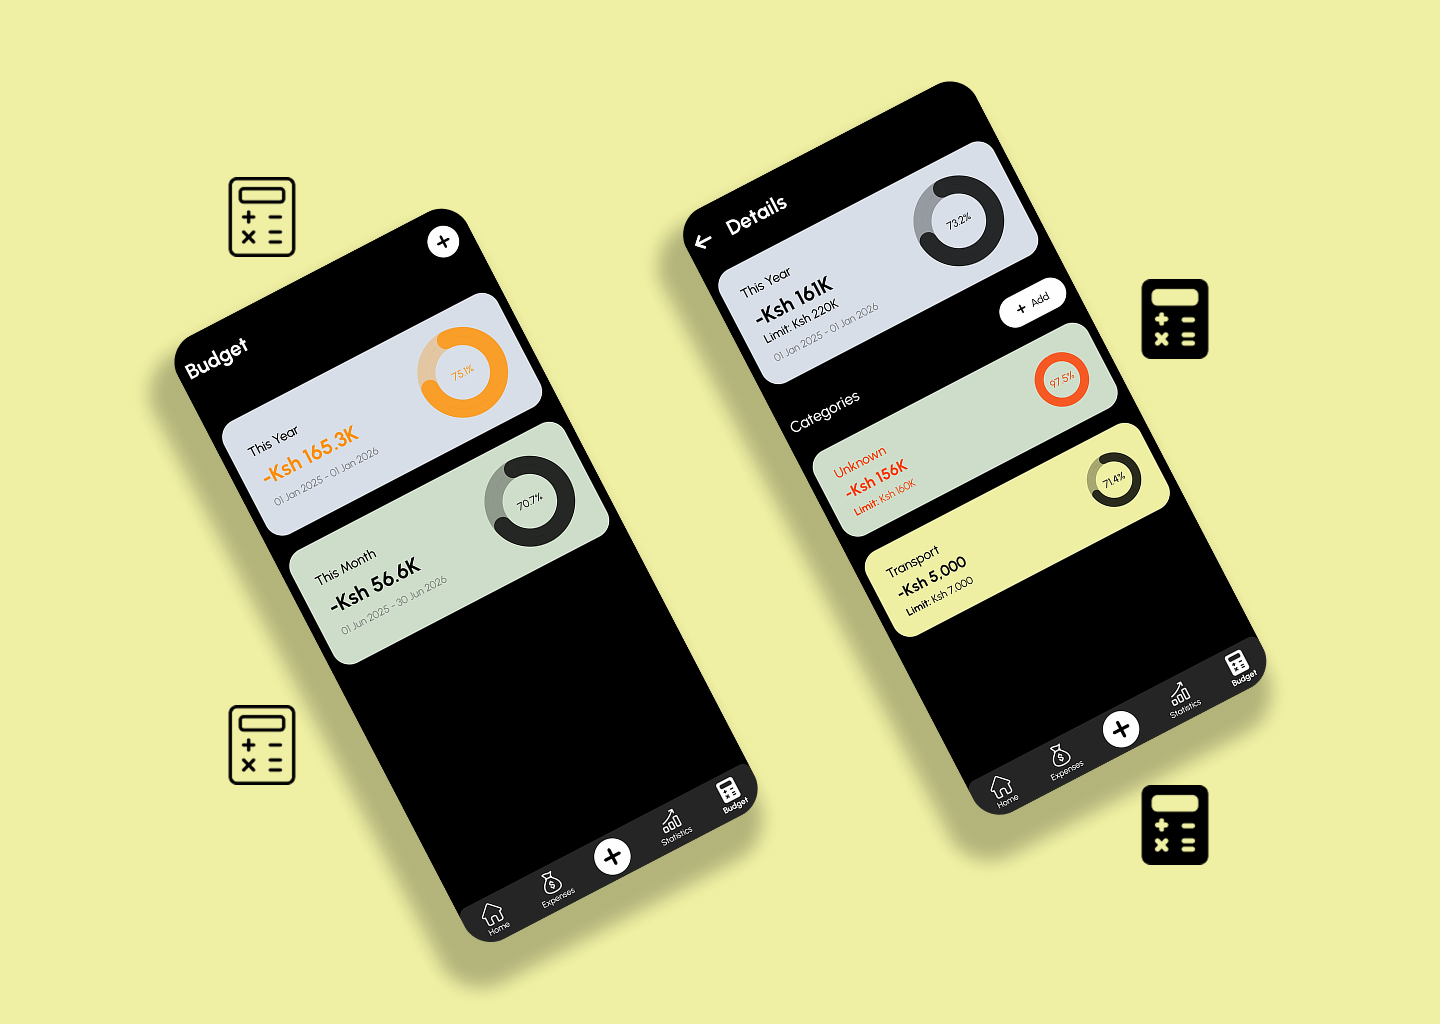 Budget
This Year
-Ksh 165.3K
01 Jan 2025 - 01 Jan 2026
75.1%
This Month
-Ksh 56.6K
01 Jun 2025 - 30 Jun 2026
70.7%
Home
Expenses
Statistics
Budget
Details
This Year
-Ksh 161K
Limit: Ksh 220K
01 Jan 2025 - 01 Jan 2026
73.2%
Add
Categories
Unknown
-Ksh 156K
Limit: Ksh 160K
97.5%
Transport
-Ksh 5,000
Limit: Ksh 7,000
71.4%
Home
Expenses
Statistics
Budget